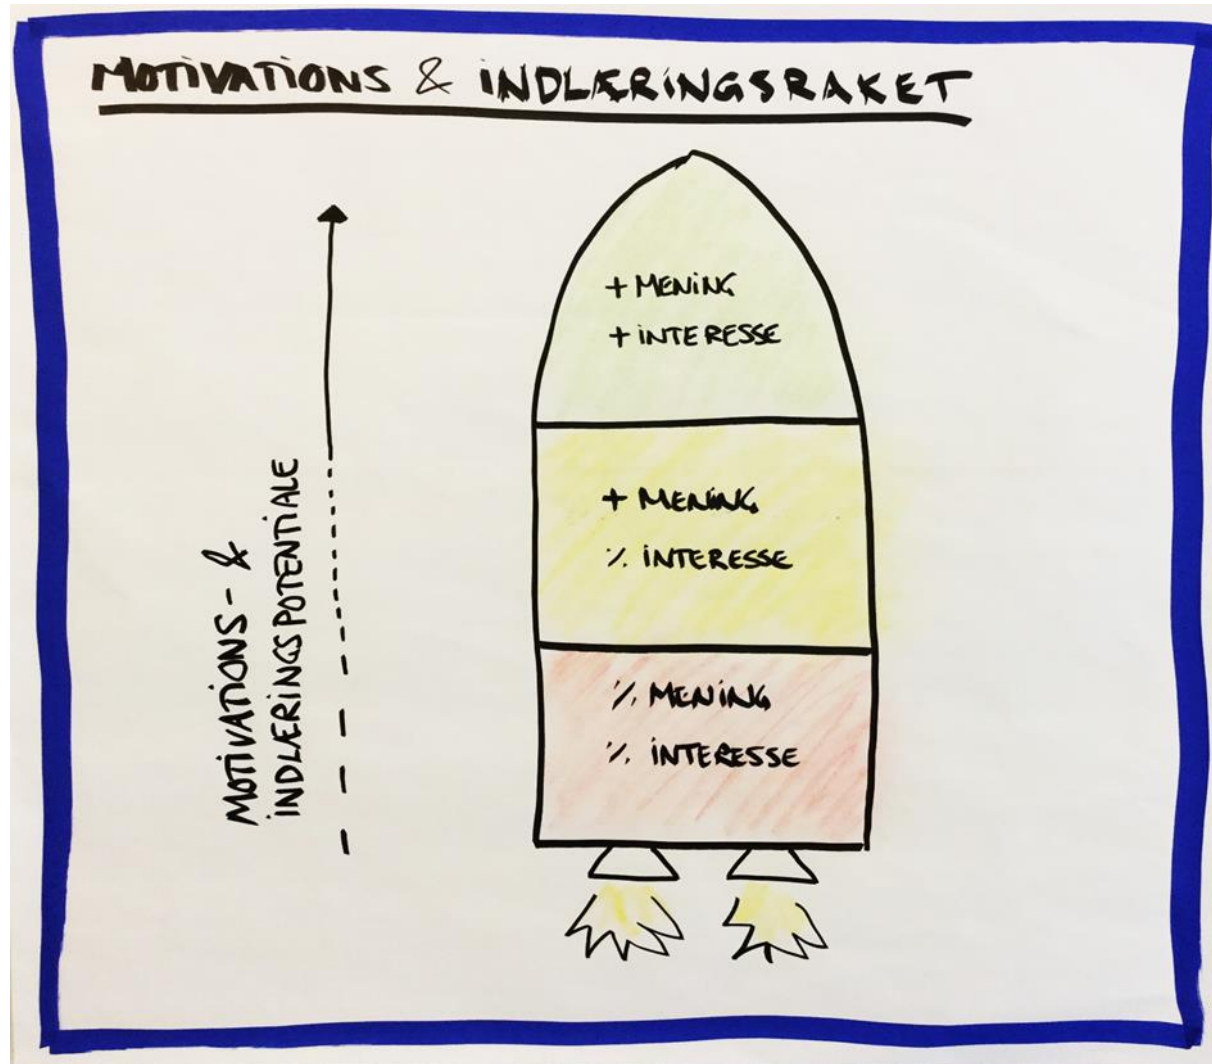 MOTIVATIONS & INDLÆRINGSRAKET
+ MENING
+ INTERESSE
+ MENING
٪ INTERESSE
٪ MENING
٪ INTERESSE
MOTIVATIONS- &
INDLÆRINGSPOTENTIALE